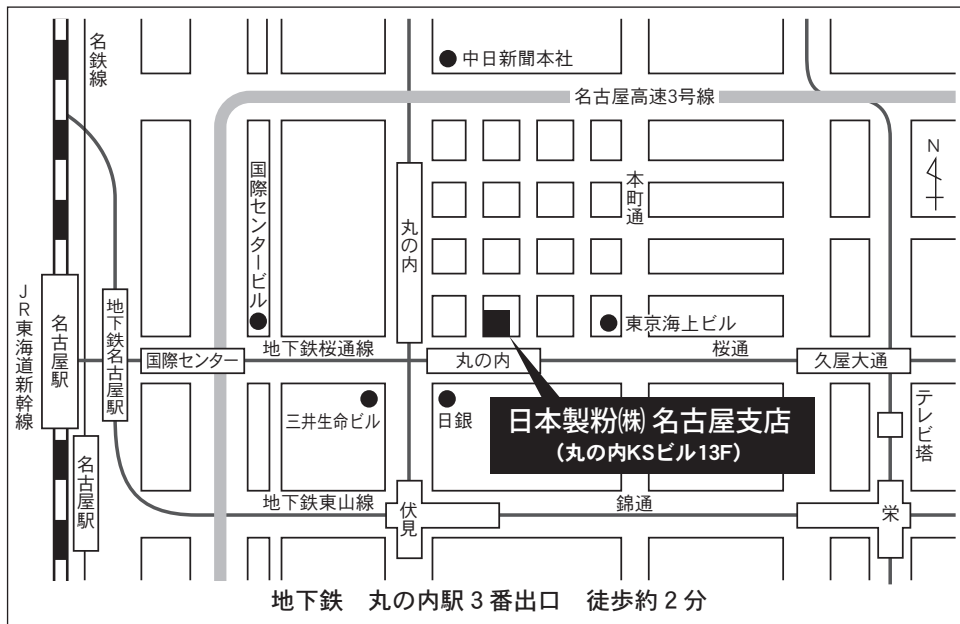 名鉄線
中日新聞本社
名古屋高速3号線
N
国際センタービル
丸の内
本町通
JR東海道新幹線
名古屋駅
地下鉄名古屋駅
国際センター
地下鉄桜通線
丸の内
東京海上ビル
桜通
久屋大通
三井生命ビル
日銀
日本製粉㈱ 名古屋支店
（丸の内KSビル13F）
テレビ塔
名古屋駅
地下鉄東山線
伏見
錦通
栄
地下鉄　丸の内駅３番出口　徒歩約２分